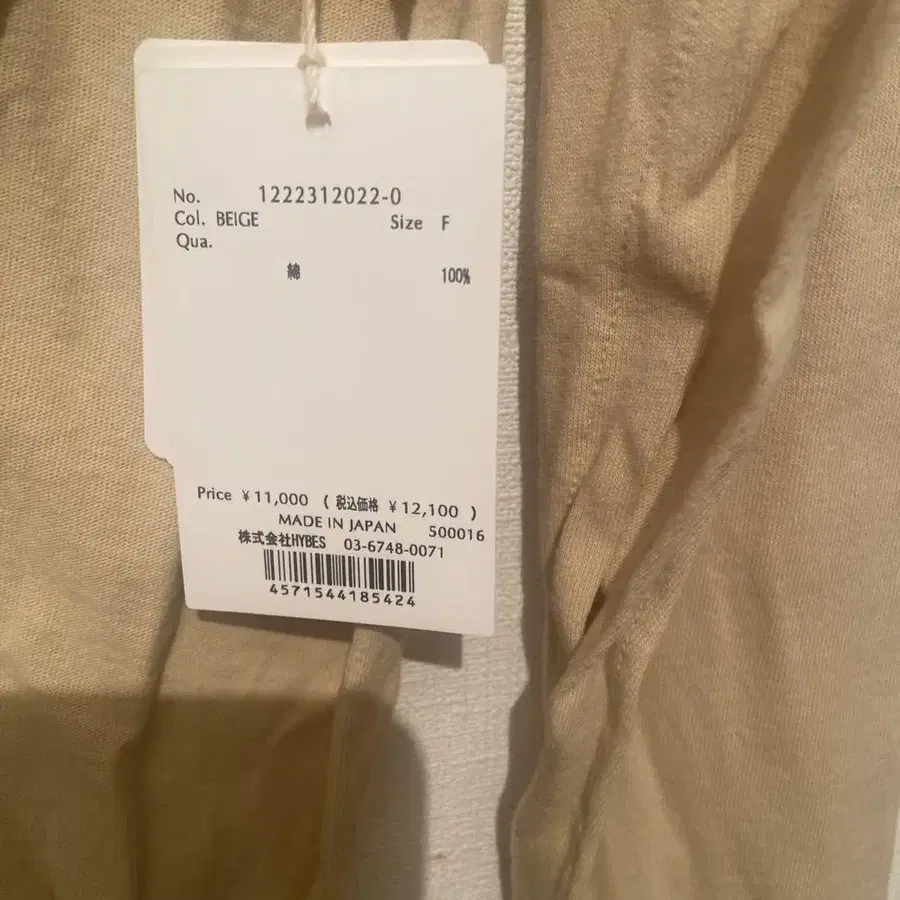 No. 1222312022-0
Col. BEIGE Size F
Qua.
綿 100%
Price ¥11,000 ( 税込価格 ¥12,100 )
MADE IN JAPAN 500016
株式会社HYBES 03-6748-0071
4571544185424